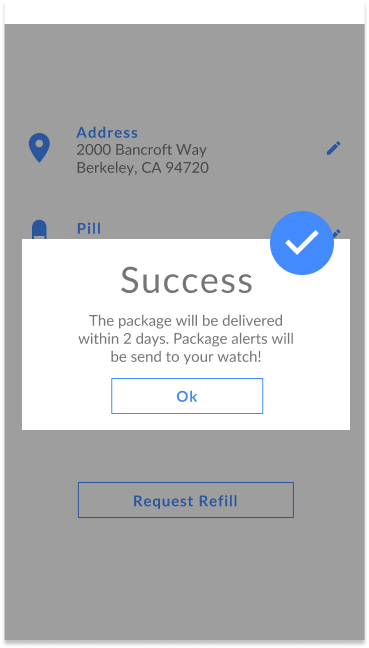 Address
2000 Bancroft Way
Berkeley, CA 94720
Pill
Success
The package will be delivered
within 2 days. Package alerts will
be send to your watch!
Ok
Request Refill